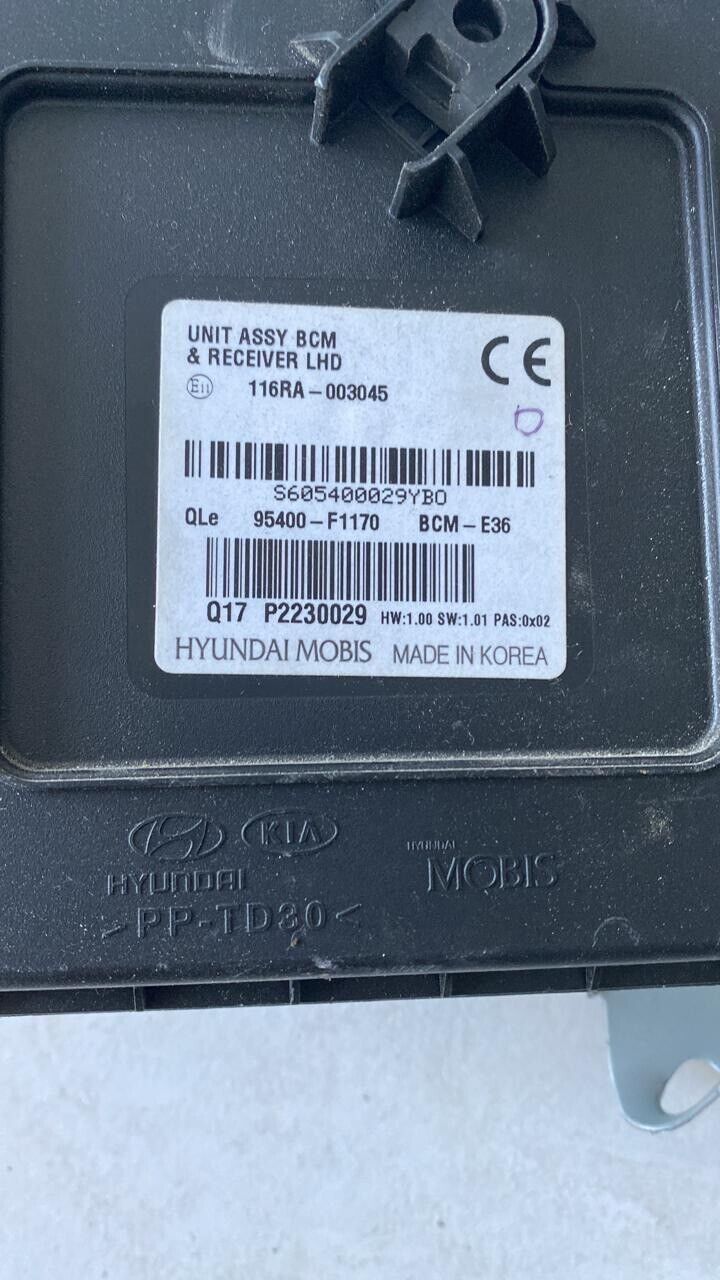 UNIT ASSY BCM
& RECEIVER LHD
CE
E11 116RA-003045
S605400029YB0
QLe 95400-F1170 BCM-E36
Q17 P2230029 HW:1.00 SW:1.01 PAS:0x02
HYUNDAI MOBIS MADE IN KOREA
KIA
HYUNDAI
HYUNDAI
MOBIS
>PP-TD30<